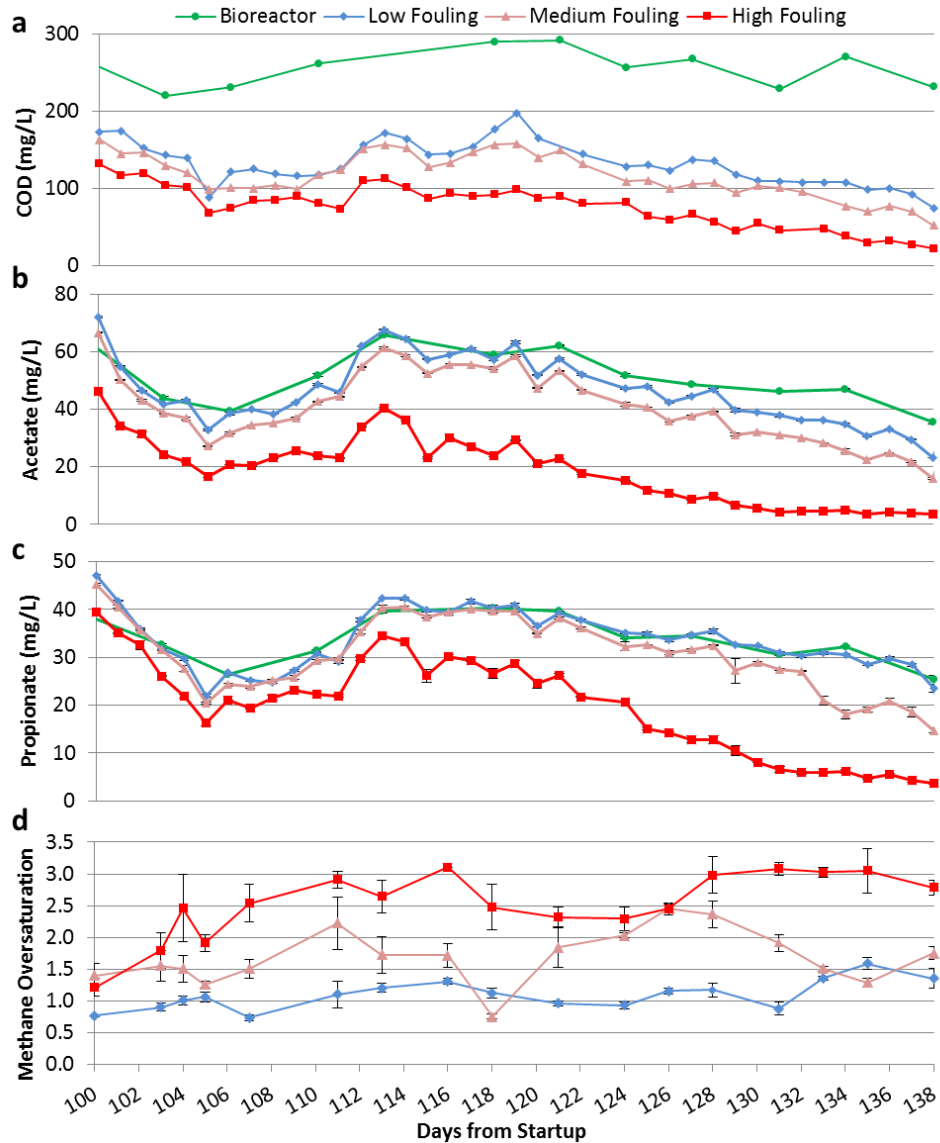 a
Bioreactor Low Fouling Medium Fouling High Fouling
300
200
100
0
COD (mg/L)
b
80
60
40
20
0
Acetate (mg/L)
c
50
40
30
20
10
0
Propionate (mg/L)
d
3.5
3.0
2.5
2.0
1.5
1.0
0.5
0.0
Methane Oversaturation
100 102 104 106 108 110 112 114 116 118 120 122 124 126 128 130 132 134 136 138
Days from Startup